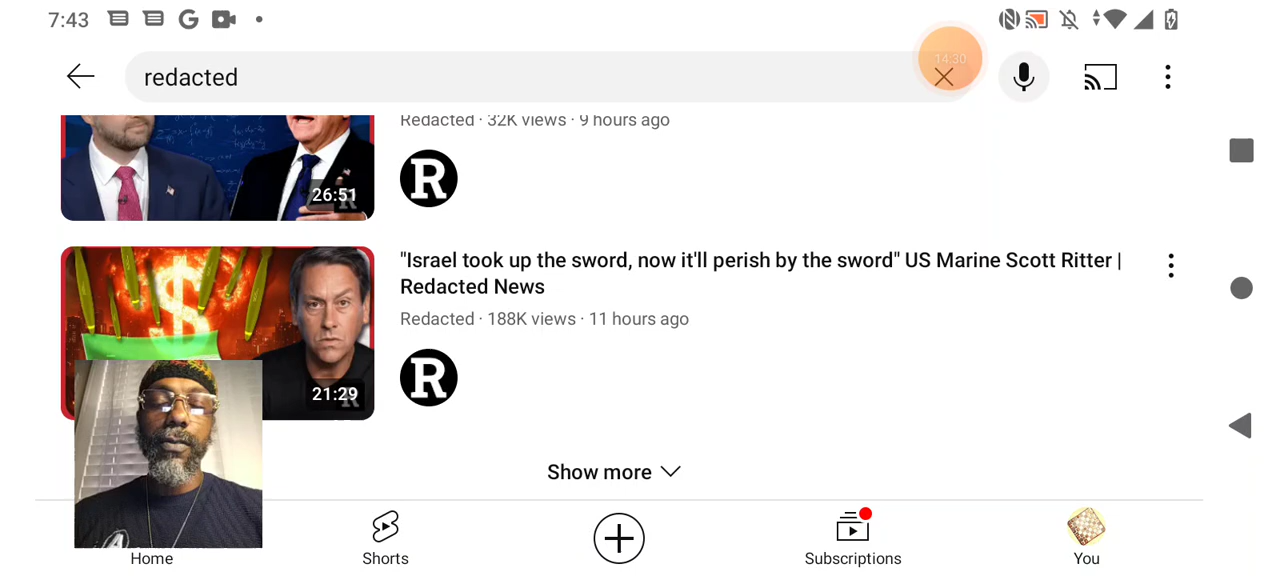 7:43
14:30
redacted
Redacted · 32K views · 9 hours ago
R
26:51
"Israel took up the sword, now it'll perish by the sword" US Marine Scott Ritter |
Redacted News
Redacted · 188K views · 11 hours ago
R
21:29
Show more
Home
Shorts
Subscriptions
You